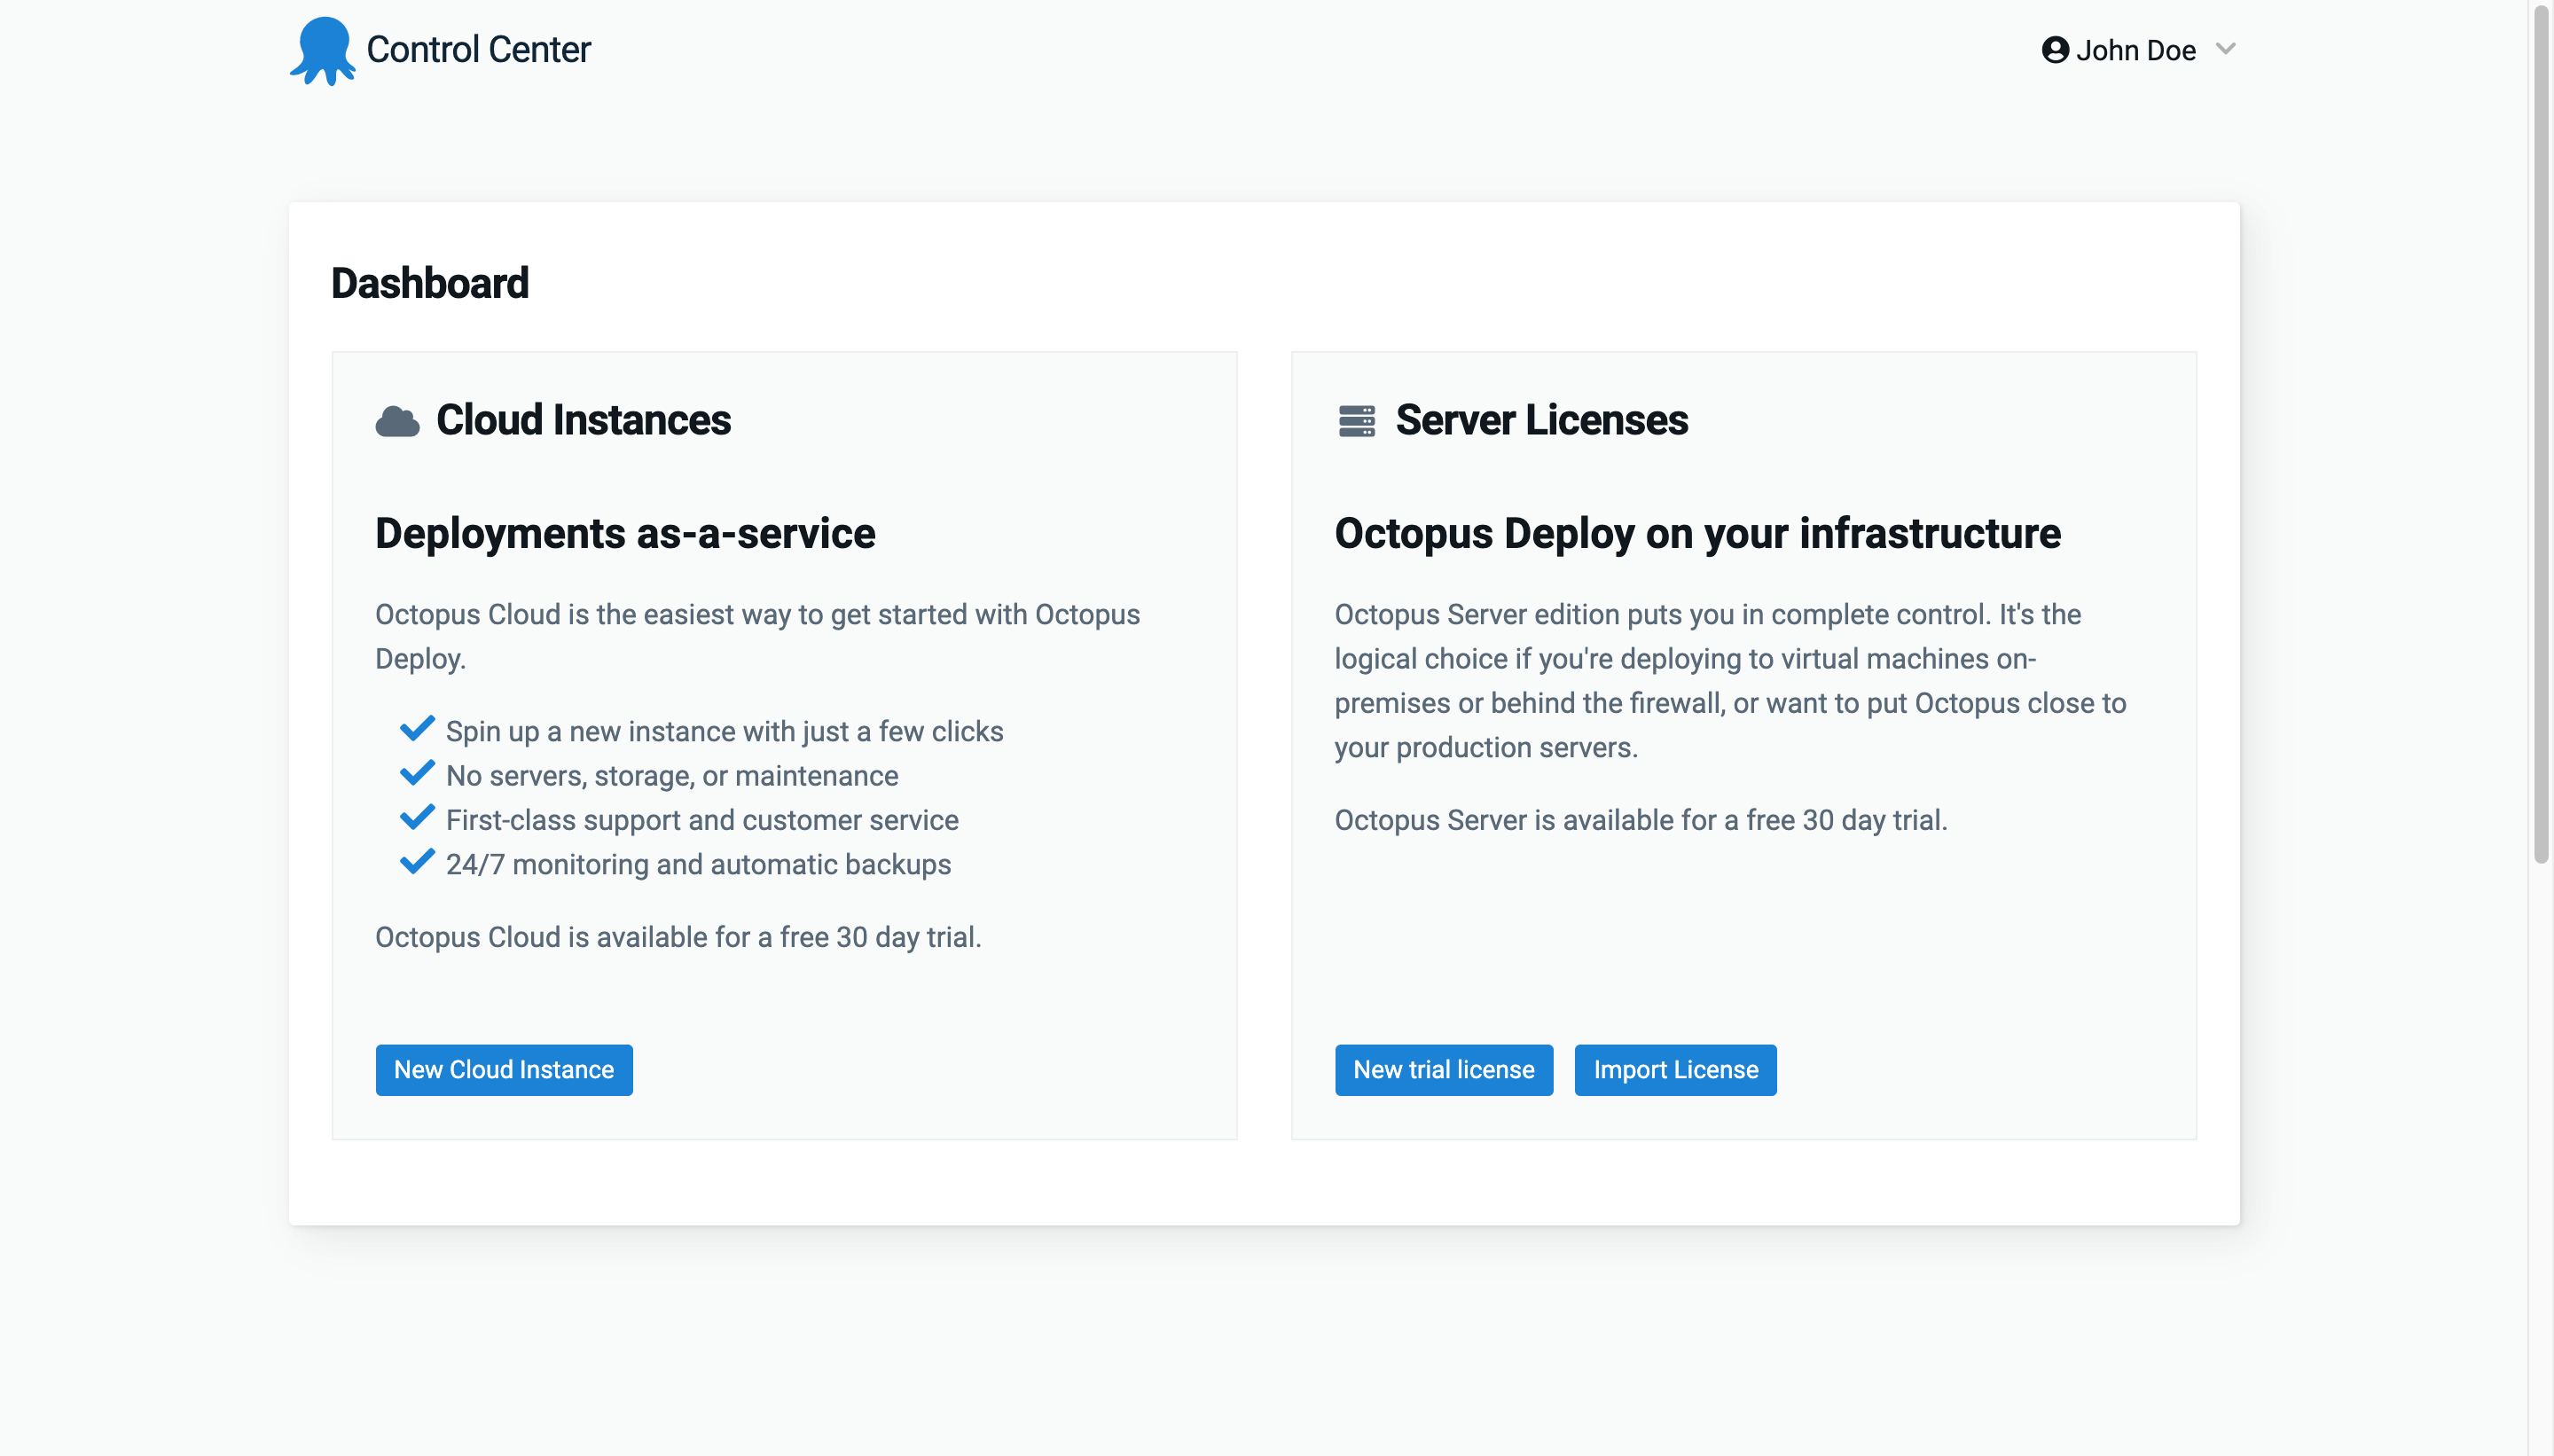 Control Center
John Doe
Dashboard
Cloud Instances
Deployments as-a-service
Octopus Cloud is the easiest way to get started with Octopus
Deploy.
Spin up a new instance with just a few clicks
No servers, storage, or maintenance
First-class support and customer service
24/7 monitoring and automatic backups
Octopus Cloud is available for a free 30 day trial.
New Cloud Instance
Server Licenses
Octopus Deploy on your infrastructure
Octopus Server edition puts you in complete control. It's the
logical choice if you're deploying to virtual machines on-
premises or behind the firewall, or want to put Octopus close to
your production servers.
Octopus Server is available for a free 30 day trial.
New trial license
Import License